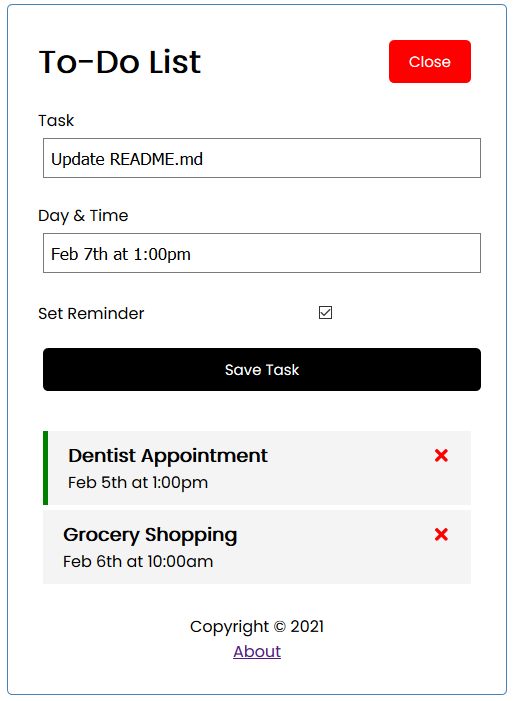 To-Do List
Close
Task
Update README.md
Day & Time
Feb 7th at 1:00pm
Set Reminder
Save Task
Dentist Appointment
Feb 5th at 1:00pm
Grocery Shopping
Feb 6th at 10:00am
Copyright © 2021
About